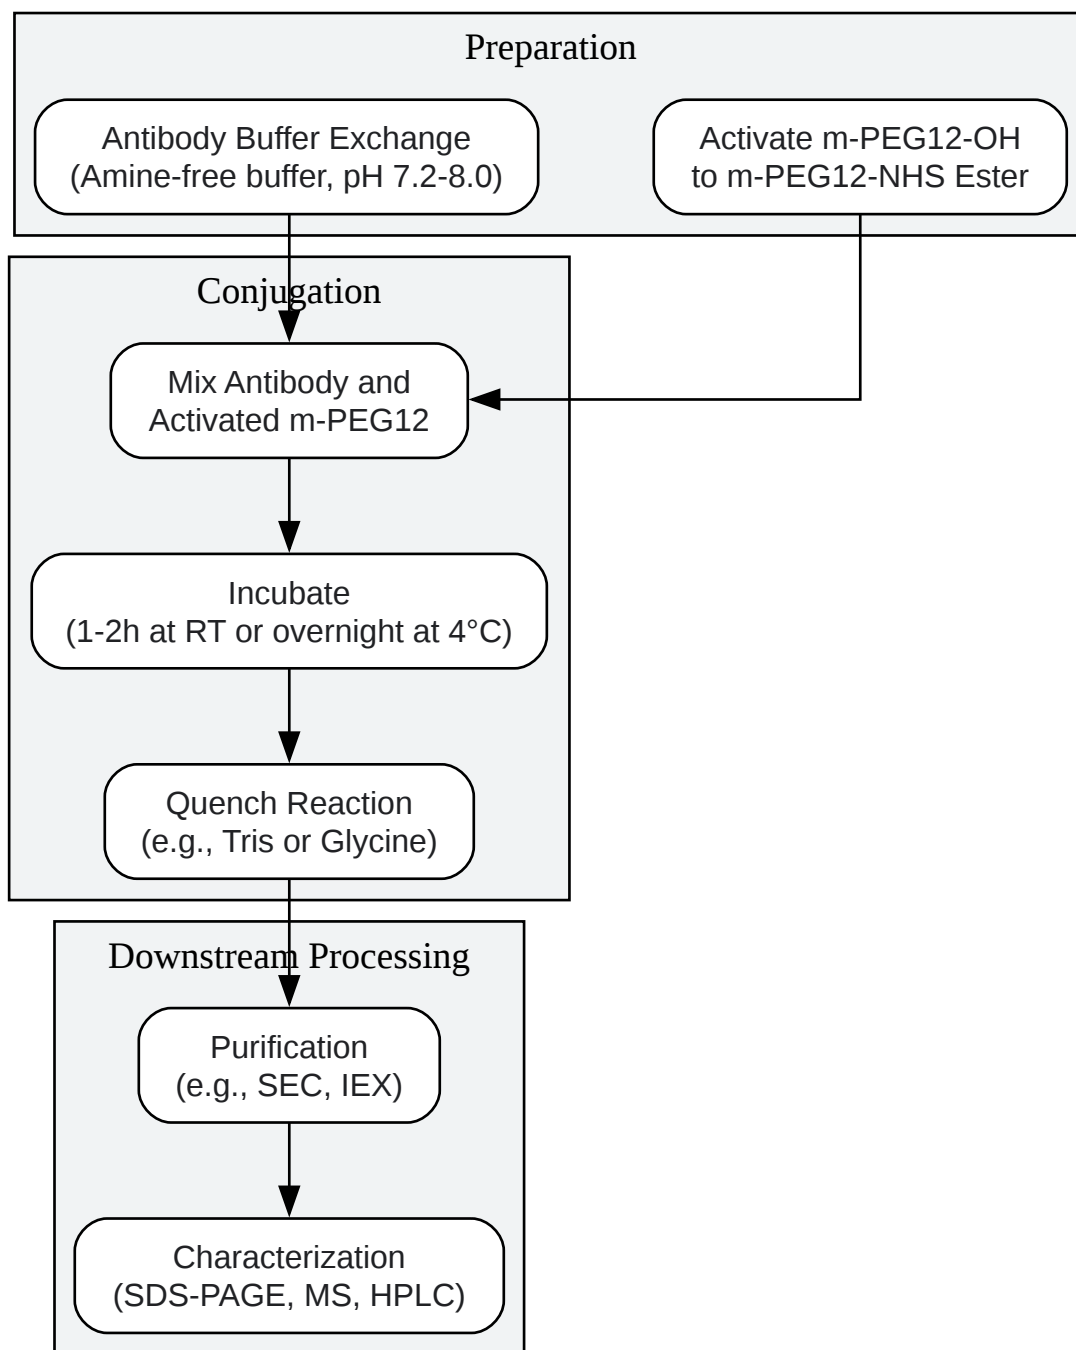 Preparation
Antibody Buffer Exchange
(Amine-free buffer, pH 7.2-8.0)
Activate m-PEG12-OH
to m-PEG12-NHS Ester
Conjugation
Mix Antibody and
Activated m-PEG12
Incubate
(1-2h at RT or overnight at 4°C)
Quench Reaction
(e.g., Tris or Glycine)
Downstream Processing
Purification
(e.g., SEC, IEX)
Characterization
(SDS-PAGE, MS, HPLC)